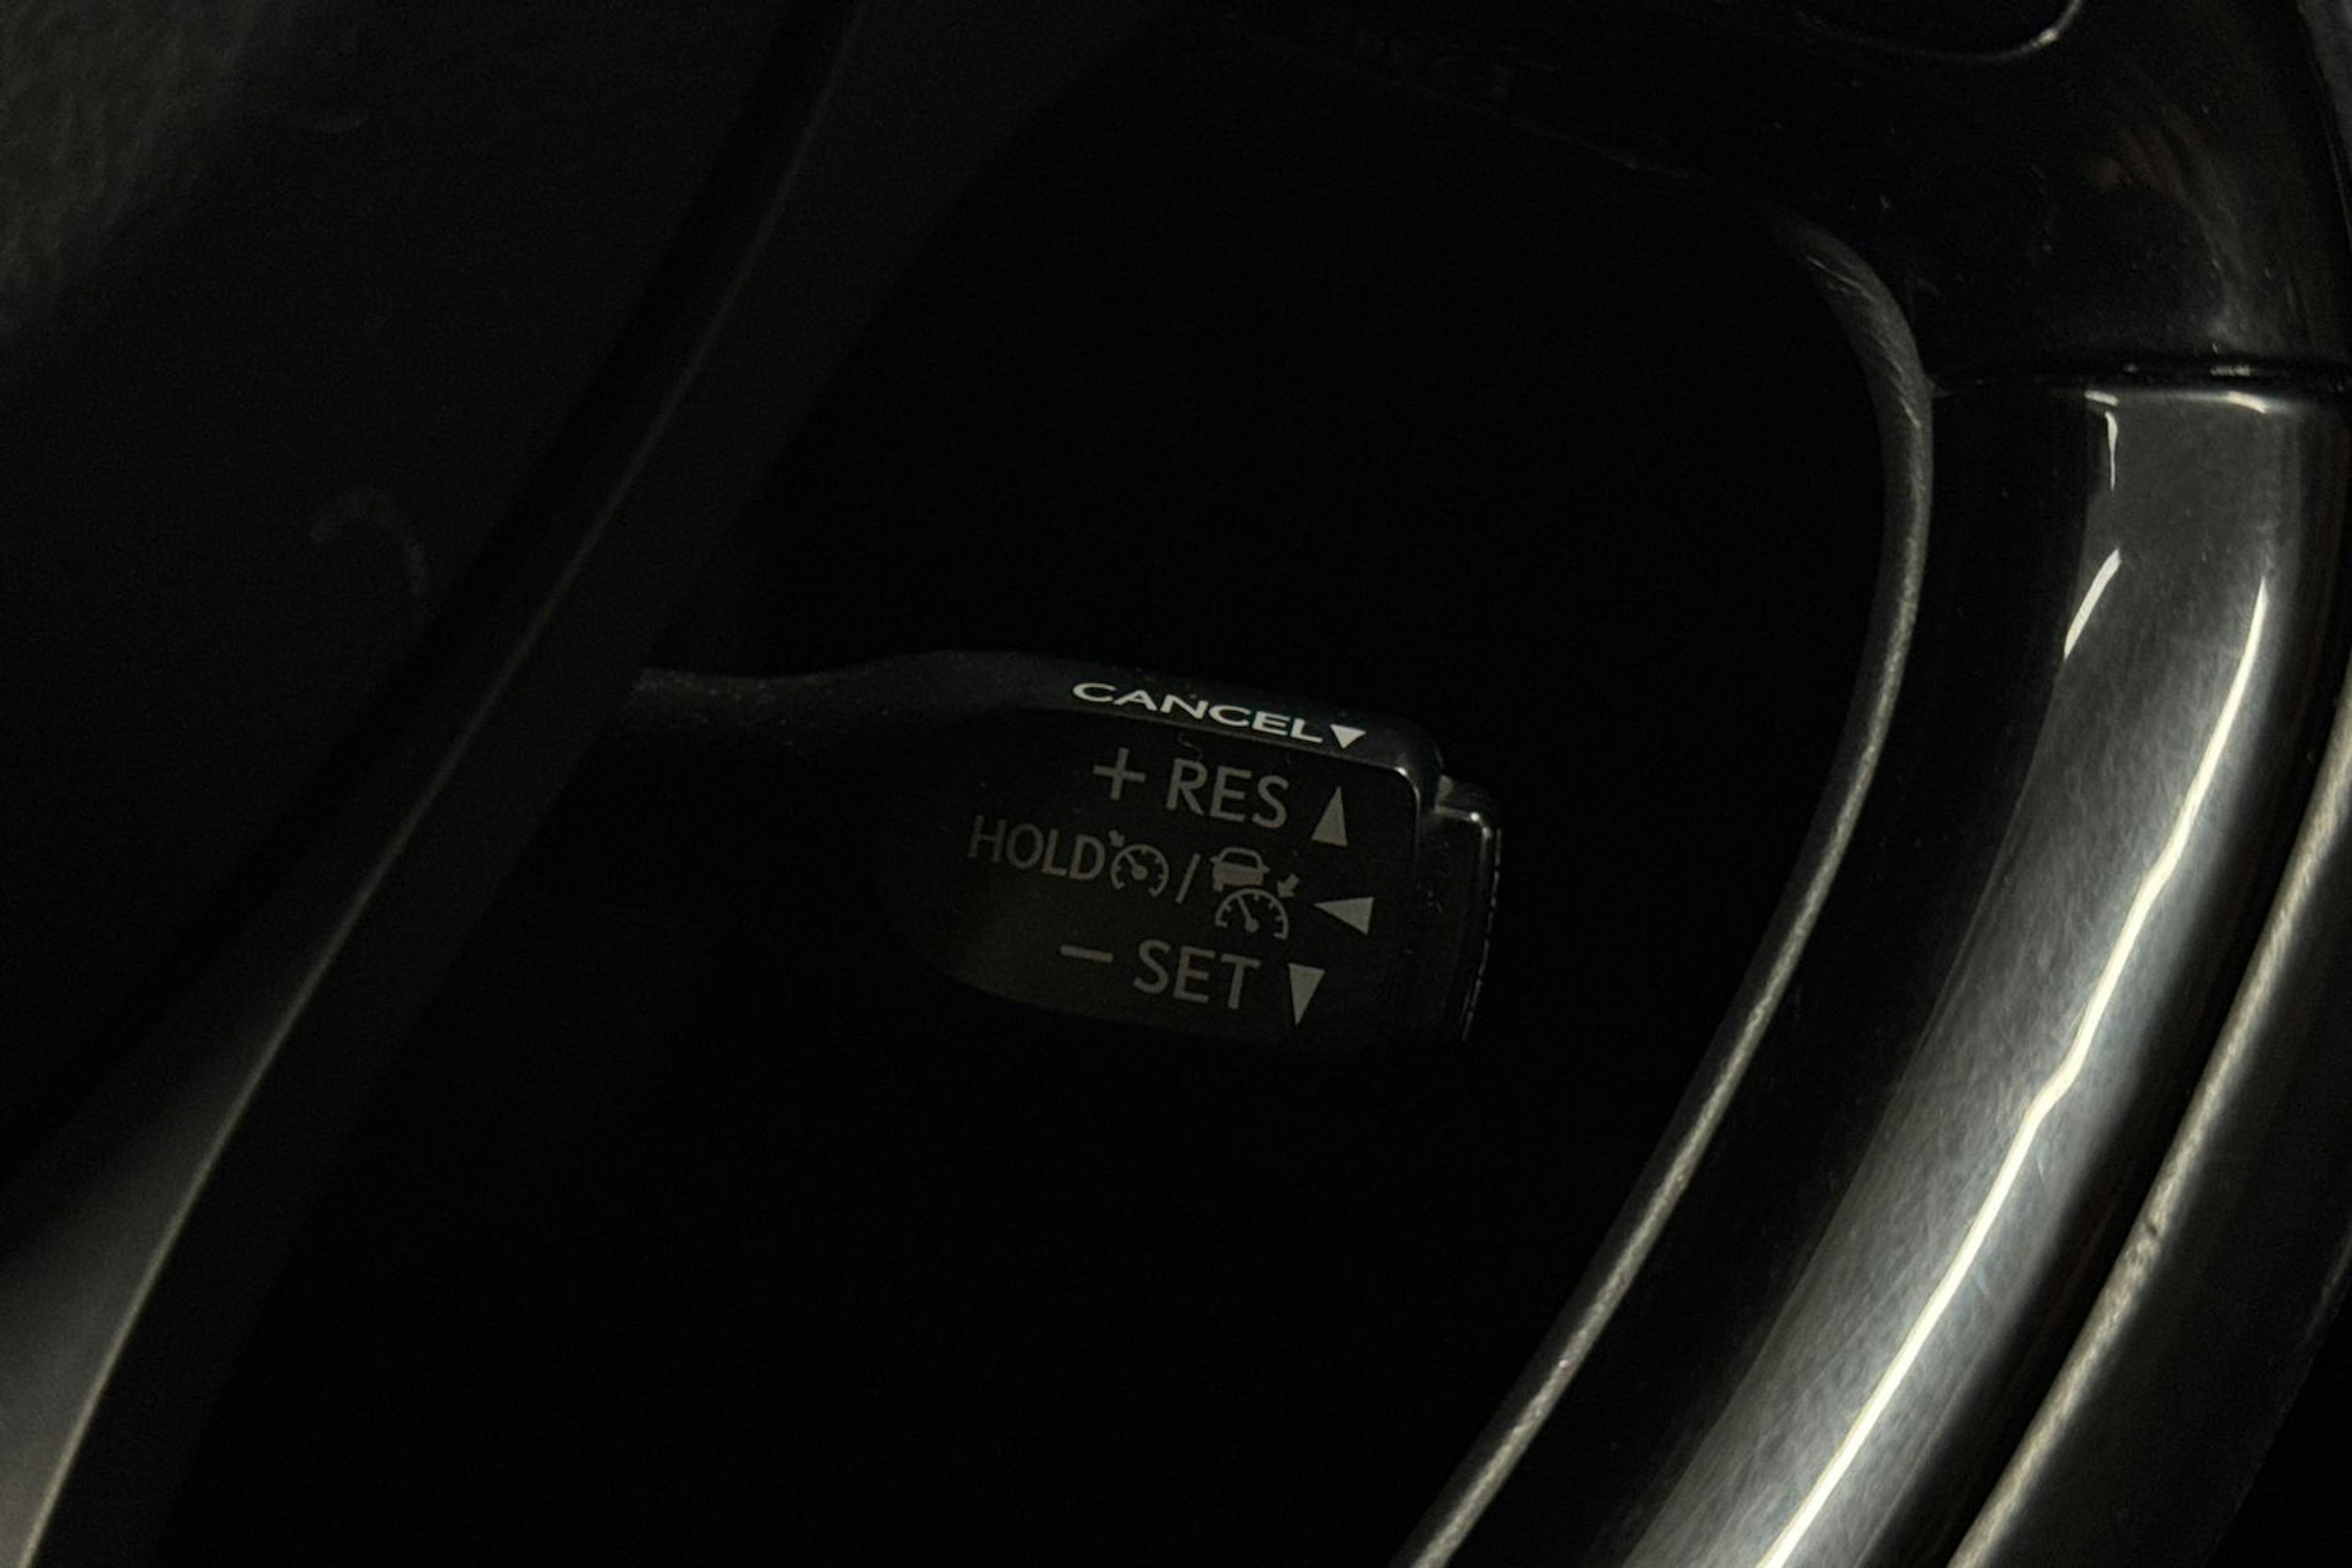 CANCEL▼
+ RES ▲
HOLD / ◀
− SET ▼